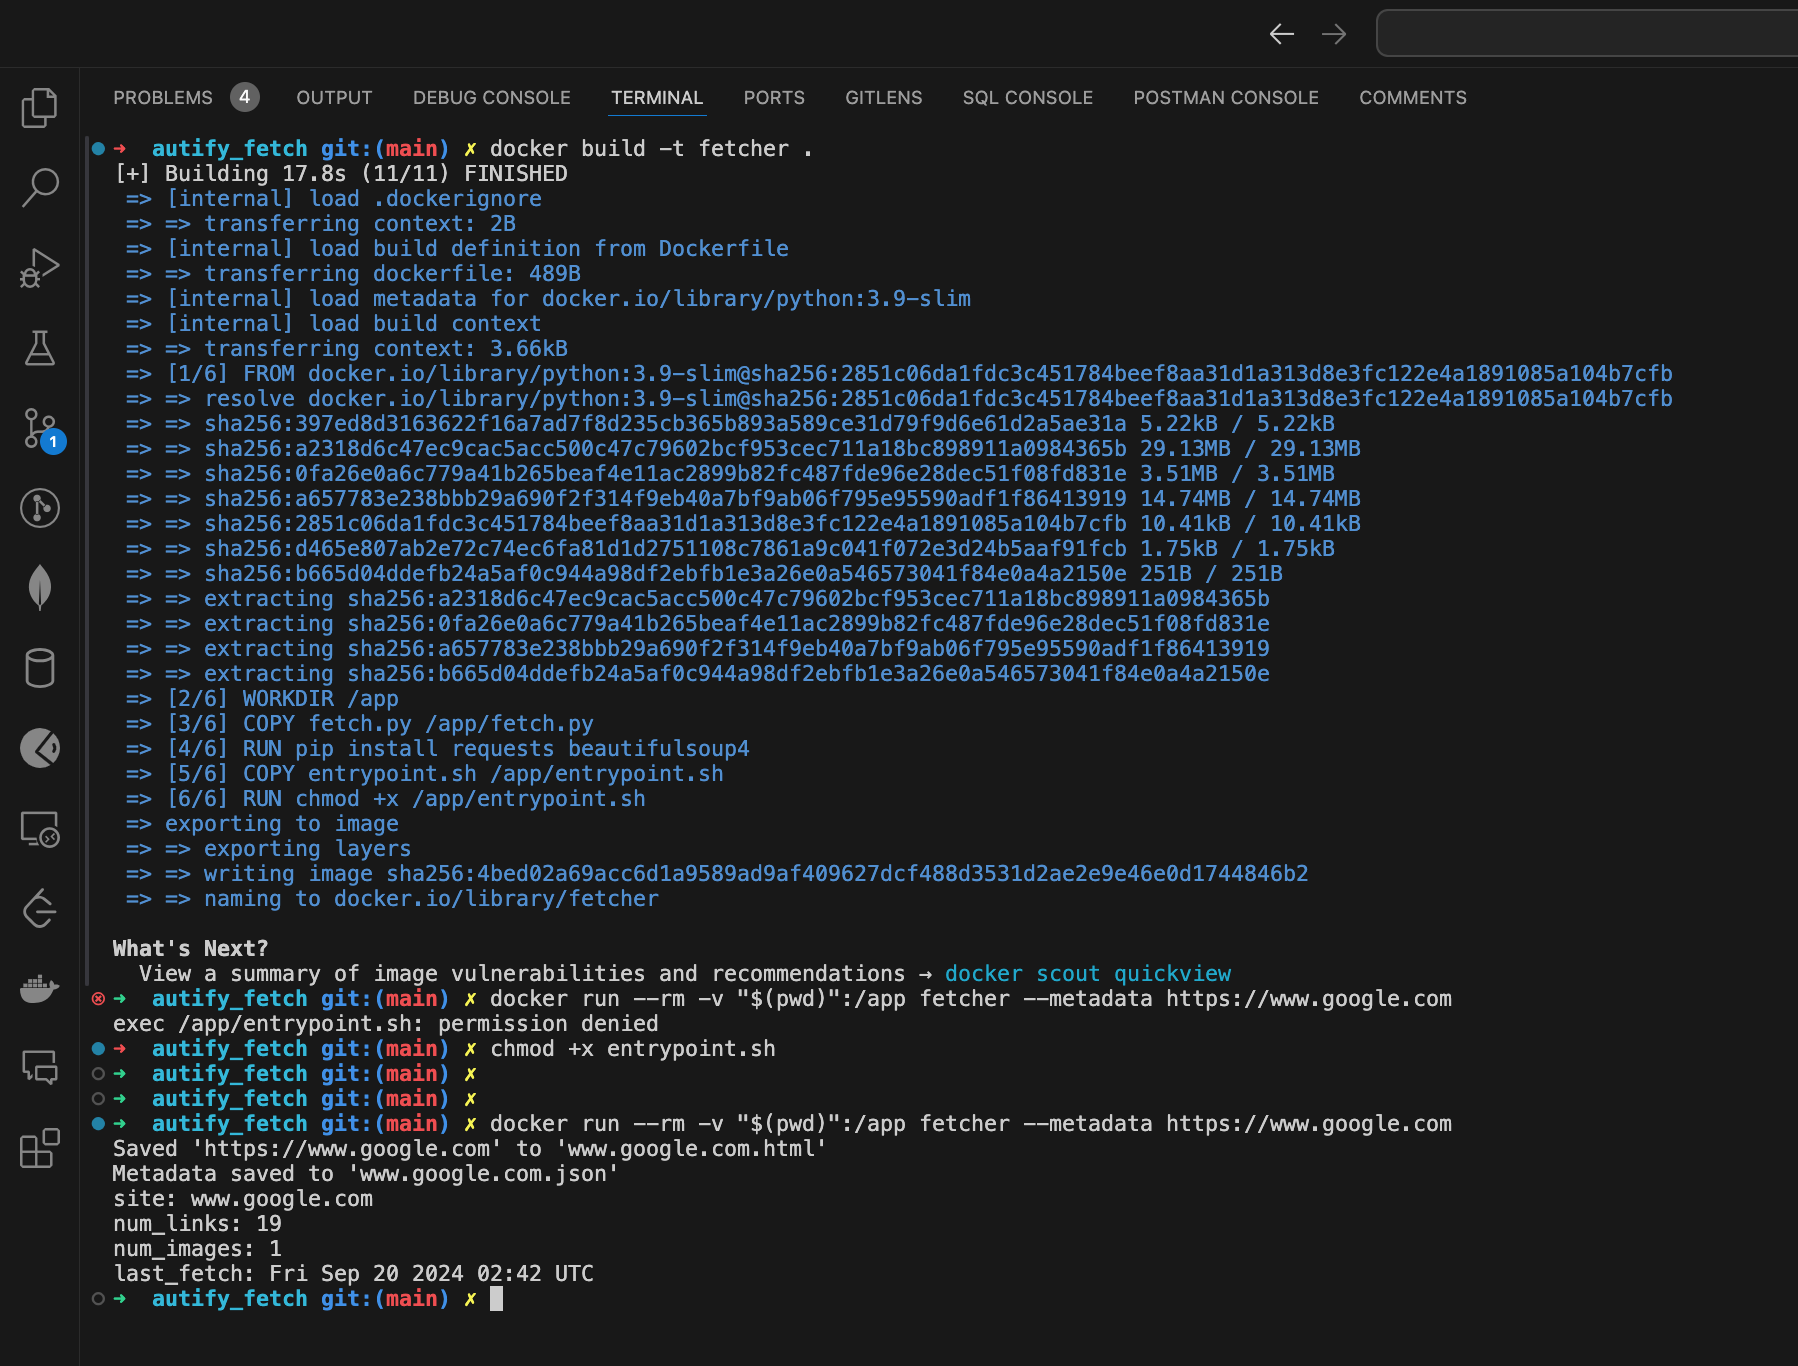 PROBLEMS 4 OUTPUT DEBUG CONSOLE TERMINAL PORTS GITLENS SQL CONSOLE POSTMAN CONSOLE COMMENTS
➜ autify_fetch git:(main) ✗ docker build -t fetcher .
[+] Building 17.8s (11/11) FINISHED
=> [internal] load .dockerignore
=> => transferring context: 2B
=> [internal] load build definition from Dockerfile
=> => transferring dockerfile: 489B
=> [internal] load metadata for docker.io/library/python:3.9-slim
=> [internal] load build context
=> => transferring context: 3.66kB
=> [1/6] FROM docker.io/library/python:3.9-slim@sha256:2851c06da1fdc3c451784beef8aa31d1a313d8e3fc122e4a1891085a104b7cfb
=> => resolve docker.io/library/python:3.9-slim@sha256:2851c06da1fdc3c451784beef8aa31d1a313d8e3fc122e4a1891085a104b7cfb
=> => sha256:397ed8d3163622f16a7ad7f8d235cb365b893a589ce31d79f9d6e61d2a5ae31a 5.22kB / 5.22kB
=> => sha256:a2318d6c47ec9cac5acc500c47c79602bcf953cec711a18bc898911a0984365b 29.13MB / 29.13MB
=> => sha256:0fa26e0a6c779a41b265beaf4e11ac2899b82fc487fde96e28dec51f08fd831e 3.51MB / 3.51MB
=> => sha256:a657783e238bbb29a690f2f314f9eb40a7bf9ab06f795e95590adf1f86413919 14.74MB / 14.74MB
=> => sha256:2851c06da1fdc3c451784beef8aa31d1a313d8e3fc122e4a1891085a104b7cfb 10.41kB / 10.41kB
=> => sha256:d465e807ab2e72c74ec6fa81d1d2751108c7861a9c041f072e3d24b5aaf91fcb 1.75kB / 1.75kB
=> => sha256:b665d04ddefb24a5af0c944a98df2ebfb1e3a26e0a546573041f84e0a4a2150e 251B / 251B
=> => extracting sha256:a2318d6c47ec9cac5acc500c47c79602bcf953cec711a18bc898911a0984365b
=> => extracting sha256:0fa26e0a6c779a41b265beaf4e11ac2899b82fc487fde96e28dec51f08fd831e
=> => extracting sha256:a657783e238bbb29a690f2f314f9eb40a7bf9ab06f795e95590adf1f86413919
=> => extracting sha256:b665d04ddefb24a5af0c944a98df2ebfb1e3a26e0a546573041f84e0a4a2150e
=> [2/6] WORKDIR /app
=> [3/6] COPY fetch.py /app/fetch.py
=> [4/6] RUN pip install requests beautifulsoup4
=> [5/6] COPY entrypoint.sh /app/entrypoint.sh
=> [6/6] RUN chmod +x /app/entrypoint.sh
=> exporting to image
=> => exporting layers
=> => writing image sha256:4bed02a69acc6d1a9589ad9af409627dcf488d3531d2ae2e9e46e0d1744846b2
=> => naming to docker.io/library/fetcher
What's Next?
View a summary of image vulnerabilities and recommendations → docker scout quickview
➜ autify_fetch git:(main) ✗ docker run --rm -v "$(pwd)":/app fetcher --metadata https://www.google.com
exec /app/entrypoint.sh: permission denied
➜ autify_fetch git:(main) ✗ chmod +x entrypoint.sh
➜ autify_fetch git:(main) ✗
➜ autify_fetch git:(main) ✗
➜ autify_fetch git:(main) ✗ docker run --rm -v "$(pwd)":/app fetcher --metadata https://www.google.com
Saved 'https://www.google.com' to 'www.google.com.html'
Metadata saved to 'www.google.com.json'
site: www.google.com
num_links: 19
num_images: 1
last_fetch: Fri Sep 20 2024 02:42 UTC
➜ autify_fetch git:(main) ✗
1